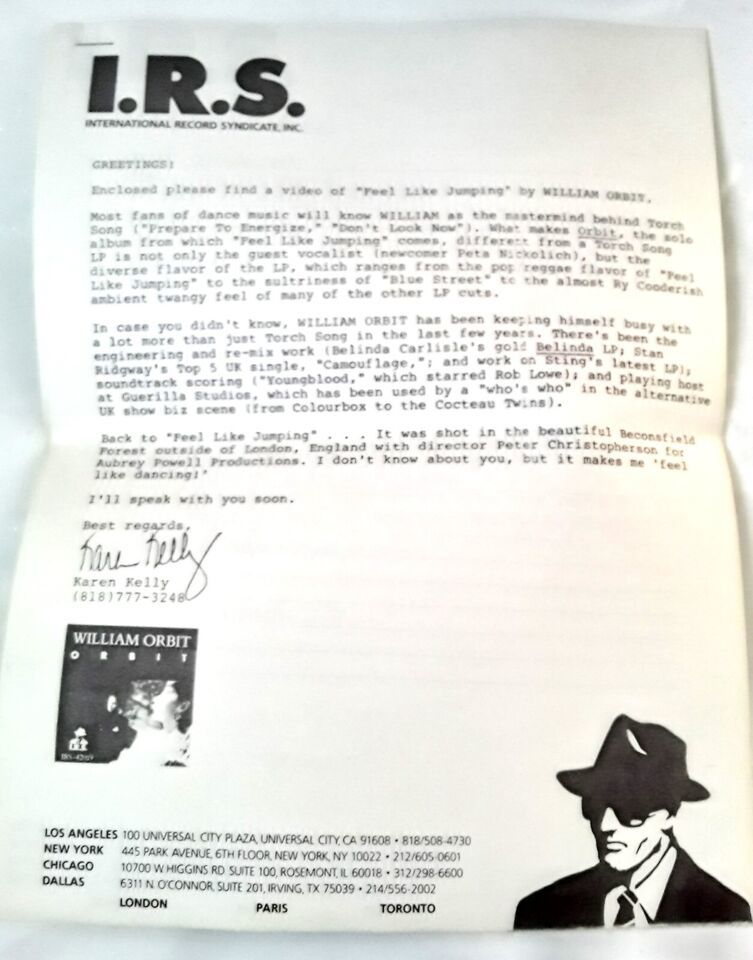 I.R.S.
INTERNATIONAL RECORD SYNDICATE, INC.
GREETINGS!
Enclosed please find a video of "Feel Like Jumping" by WILLIAM ORBIT.
Most fans of dance music will know WILLIAM as the mastermind behind Torch
Song ("Prepare To Energize," "Don't Look Now"). What makes Orbit, the solo
album from which "Feel Like Jumping" comes, different from a Torch Song
LP is not only the guest vocalist (newcomer Peta Nickolich), but the
diverse flavor of the LP, which ranges from the pop reggae flavor of "Feel
Like Jumping" to the sultriness of "Blue Street" to the almost Ry Cooderish
ambient twangy feel of many of the other LP cuts.
In case you didn't know, WILLIAM ORBIT has been keeping himself busy with
a lot more than just Torch Song in the last few years. There's been the
engineering and re-mix work (Belinda Carlisle's gold Belinda LP; Stan
Ridgway's Top 5 UK single, "Camouflage,"; and work on Sting's latest LP);
soundtrack scoring ("Youngblood," which starred Rob Lowe); and playing host
at Guerilla Studios, which has been used by a "who's who" in the alternative
UK show biz scene (from Colourbox to the Cocteau Twins).
Back to "Feel Like Jumping" . . . It was shot in the beautiful Beconsfield
Forest outside of London, England with director Peter Christopherson for
Aubrey Powell Productions. I don't know about you, but it makes me 'feel
like dancing!'
I'll speak with you soon.
Best regards,
Karen Kelly
Karen Kelly
(818)777-3248
WILLIAM ORBIT
ORBIT
LOS ANGELES 100 UNIVERSAL CITY PLAZA, UNIVERSAL CITY, CA 91608 • 818/508-4730
NEW YORK 445 PARK AVENUE, 6TH FLOOR, NEW YORK, NY 10022 • 212/605-0601
CHICAGO 10700 W HIGGINS RD SUITE 100, ROSEMONT, IL 60018 • 312/298-6600
DALLAS 6311 N. O'CONNOR, SUITE 201, IRVING, TX 75039 • 214/556-2002
LONDON PARIS TORONTO